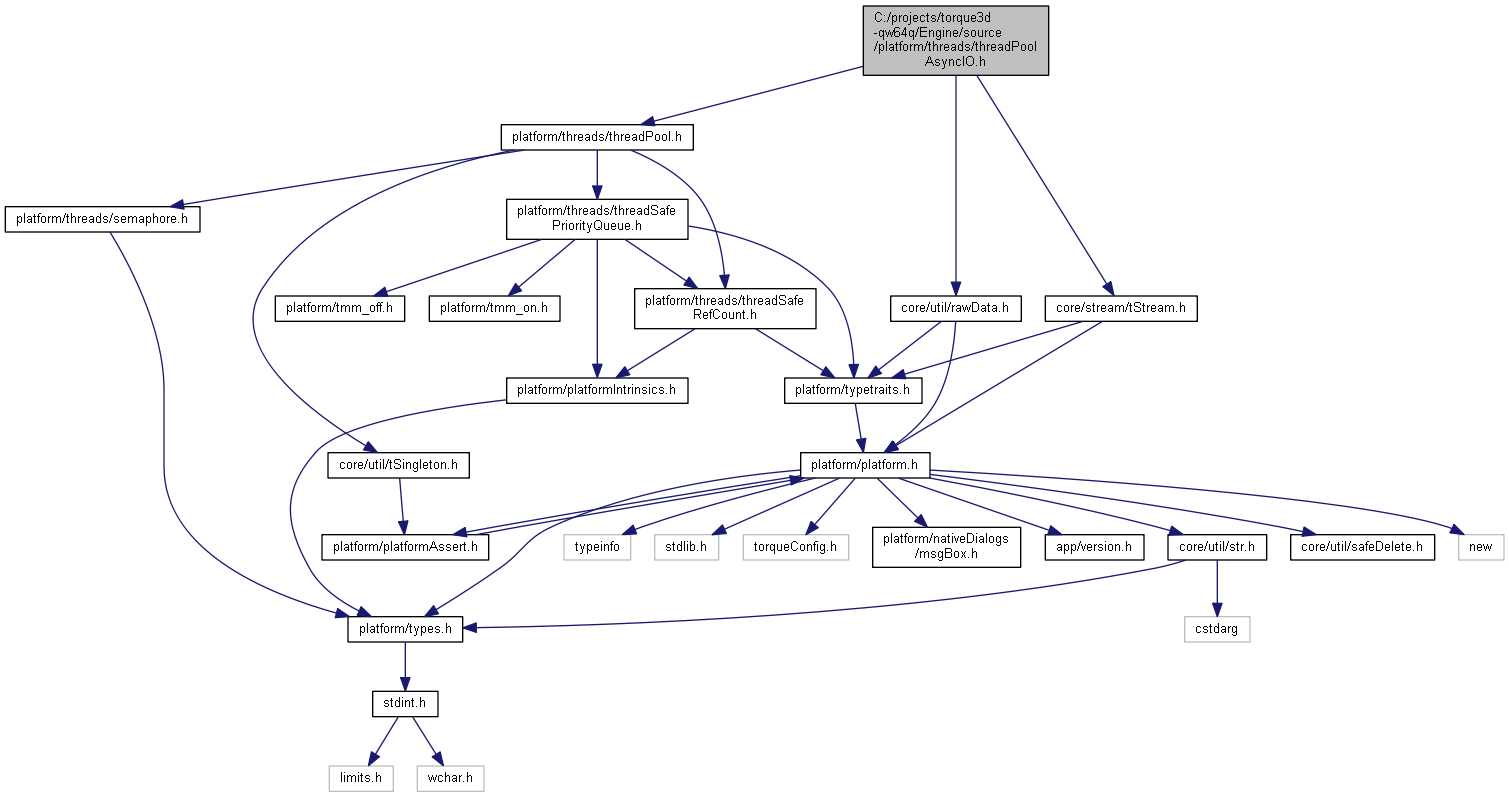 C:/projects/torque3d
-qw64q/Engine/source
/platform/threads/threadPool
AsyncIO.h
platform/threads/threadPool.h
platform/threads/semaphore.h
platform/threads/threadSafe
PriorityQueue.h
platform/tmm_off.h
platform/tmm_on.h
platform/threads/threadSafe
RefCount.h
core/util/rawData.h
core/stream/tStream.h
platform/platformIntrinsics.h
platform/typetraits.h
core/util/tSingleton.h
platform/platform.h
platform/platformAssert.h
typeinfo
stdlib.h
torqueConfig.h
platform/nativeDialogs
/msgBox.h
app/version.h
core/util/str.h
core/util/safeDelete.h
new
platform/types.h
cstdarg
stdint.h
limits.h
wchar.h